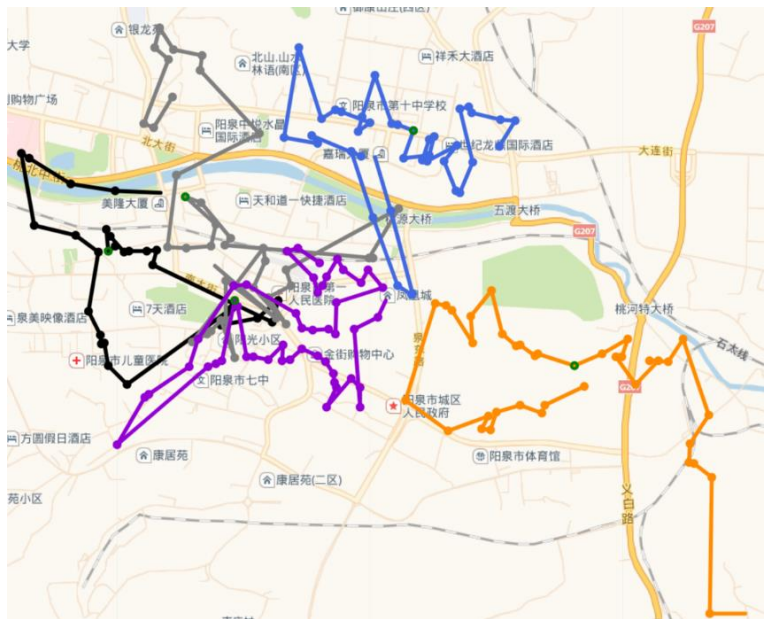 银龙苑
G207
大学
北山.山水
林语(南区)
祥禾大酒店
购物广场
阳泉市第十中学校
阳泉中悦水晶
国际酒店
北大街
嘉瑞大厦
世纪龙城国际酒店
大连街
桃北中街
美隆大厦
天和道一快捷酒店
桃源大桥
五渡大桥
G207
南大街
阳泉市第一
人民医院
凤凰城
桃河特大桥
泉美映像酒店
7天酒店
阳光小区
石太线
阳泉市儿童医院
金街购物中心
阳泉市七中
G207
阳泉市城区
人民政府
方圆假日酒店
康居苑
阳泉市体育馆
康居苑(二区)
苑小区
义白路